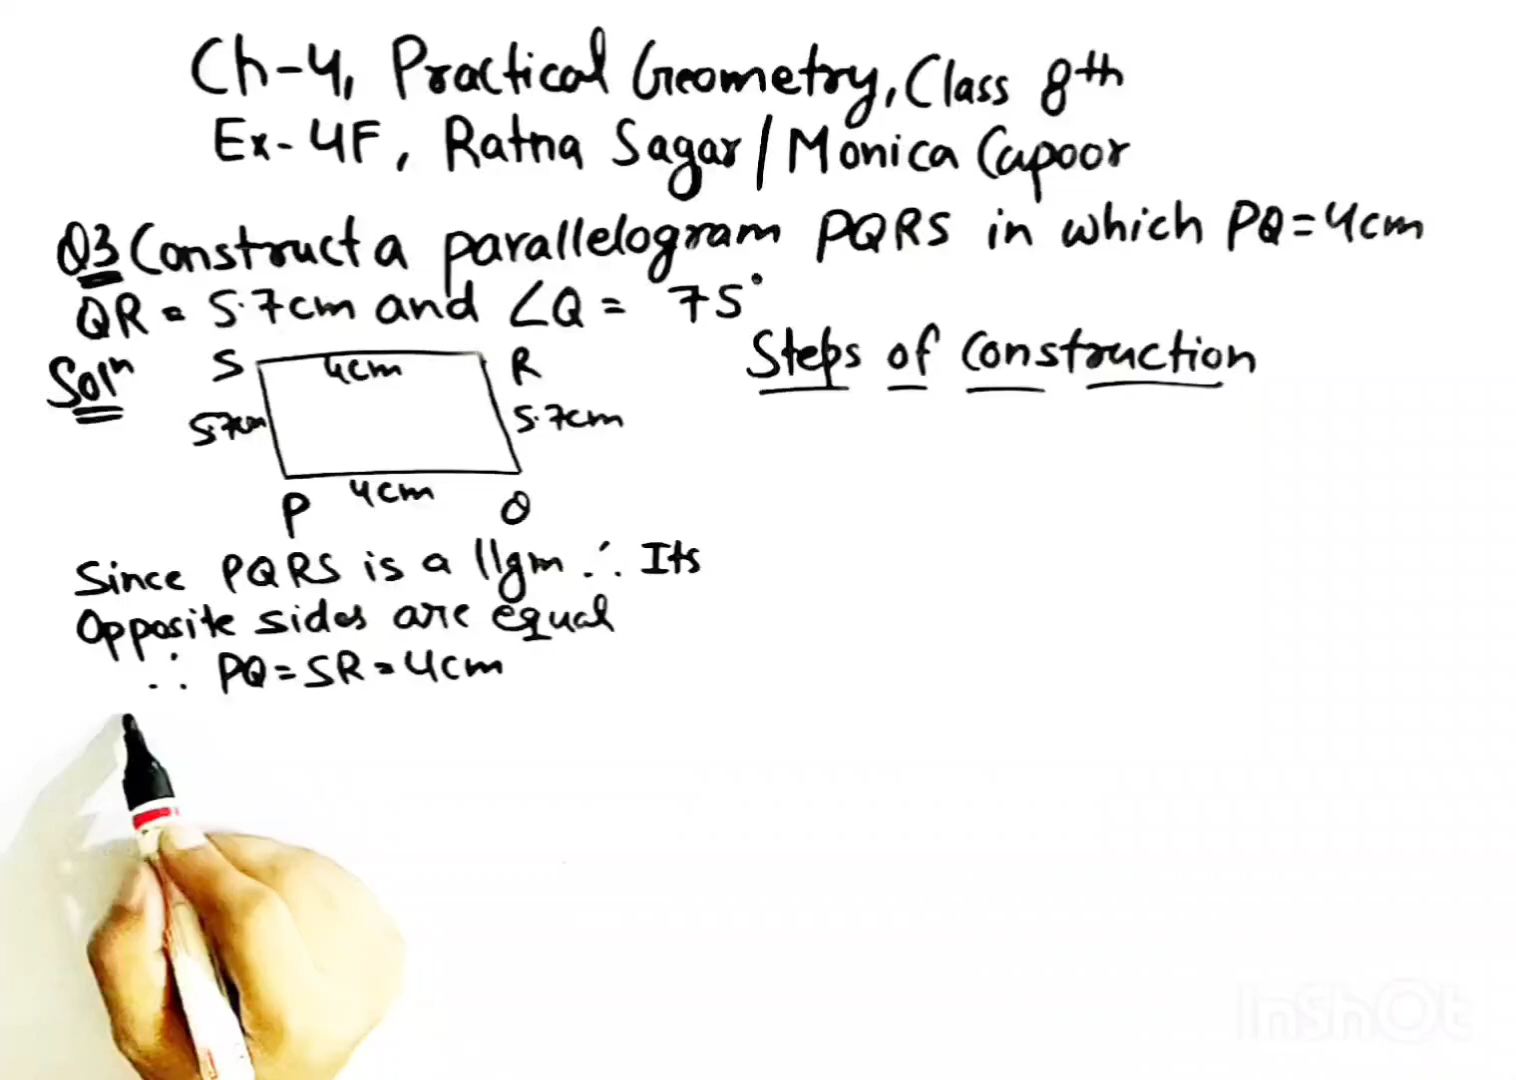 Ch-4, Practical Geometry, Class 8th
Ex-4F, Ratna Sagar/Monica Capoor
Q3 Construct a parallelogram PQRS in which PQ=4cm
QR = 5.7cm and ∠Q = 75°
Soln
Steps of Construction
S 4cm R
5.7cm 5.7cm
P 4cm Q
Since PQRS is a ||gm ∴ Its
Opposite sides are equal
∴ PQ=SR=4cm
InShOt